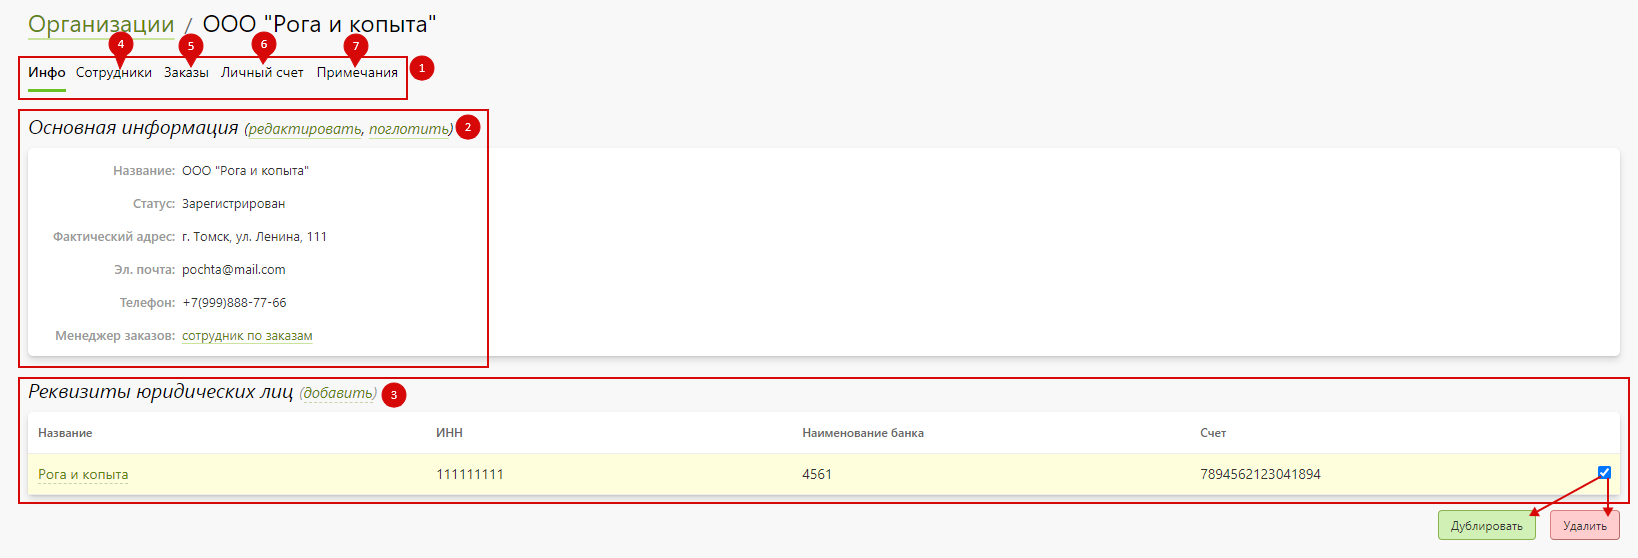 Организации / ООО "Рога и копыта"
4 5 6 7
Инфо Сотрудники Заказы Личный счет Примечания 1
Основная информация (редактировать, поглотить) 2
Название: ООО "Рога и копыта"
Статус: Зарегистрирован
Фактический адрес: г. Томск, ул. Ленина, 111
Эл. почта: pochta@mail.com
Телефон: +7(999)888-77-66
Менеджер заказов: сотрудник по заказам
Реквизиты юридических лиц (добавить) 3
Название ИНН Наименование банка Счет
Рога и копыта 111111111 4561 7894562123041894
Дублировать Удалить